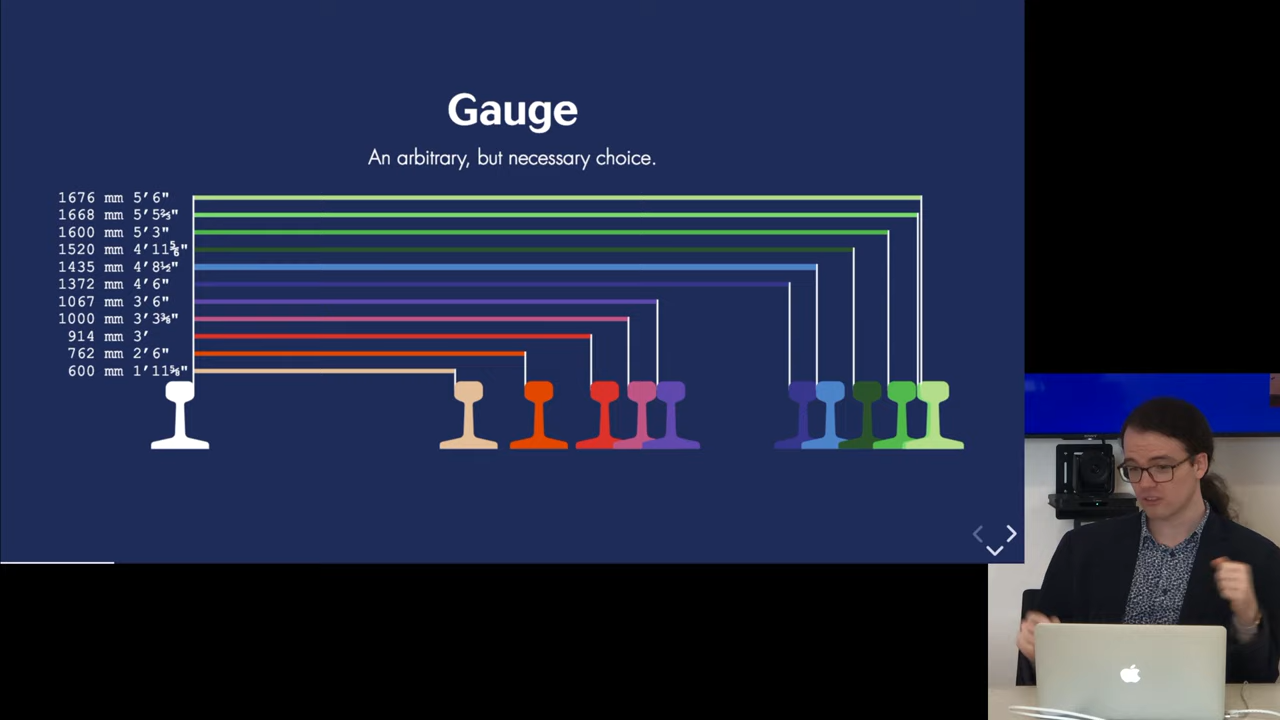 Gauge
An arbitrary, but necessary choice.
1676 mm 5'6"
1668 mm 5'5⅔"
1600 mm 5'3"
1520 mm 4'11⅚"
1435 mm 4'8½"
1372 mm 4'6"
1067 mm 3'6"
1000 mm 3'3⅜"
914 mm 3'
762 mm 2'6"
600 mm 1'11⅝"